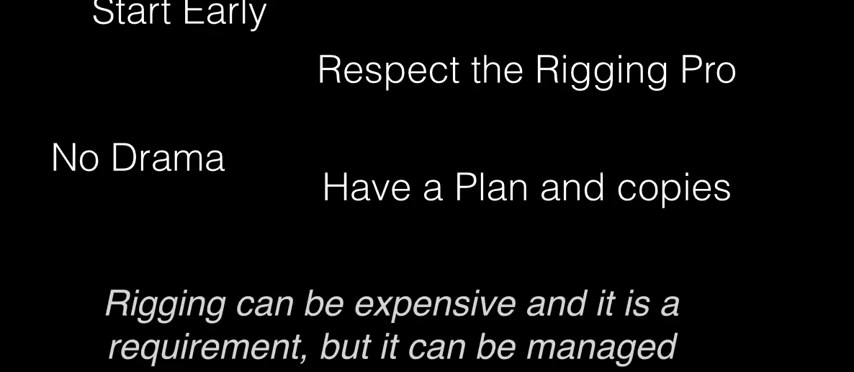 Start Early
Respect the Rigging Pro
No Drama
Have a Plan and copies
Rigging can be expensive and it is a
requirement, but it can be managed